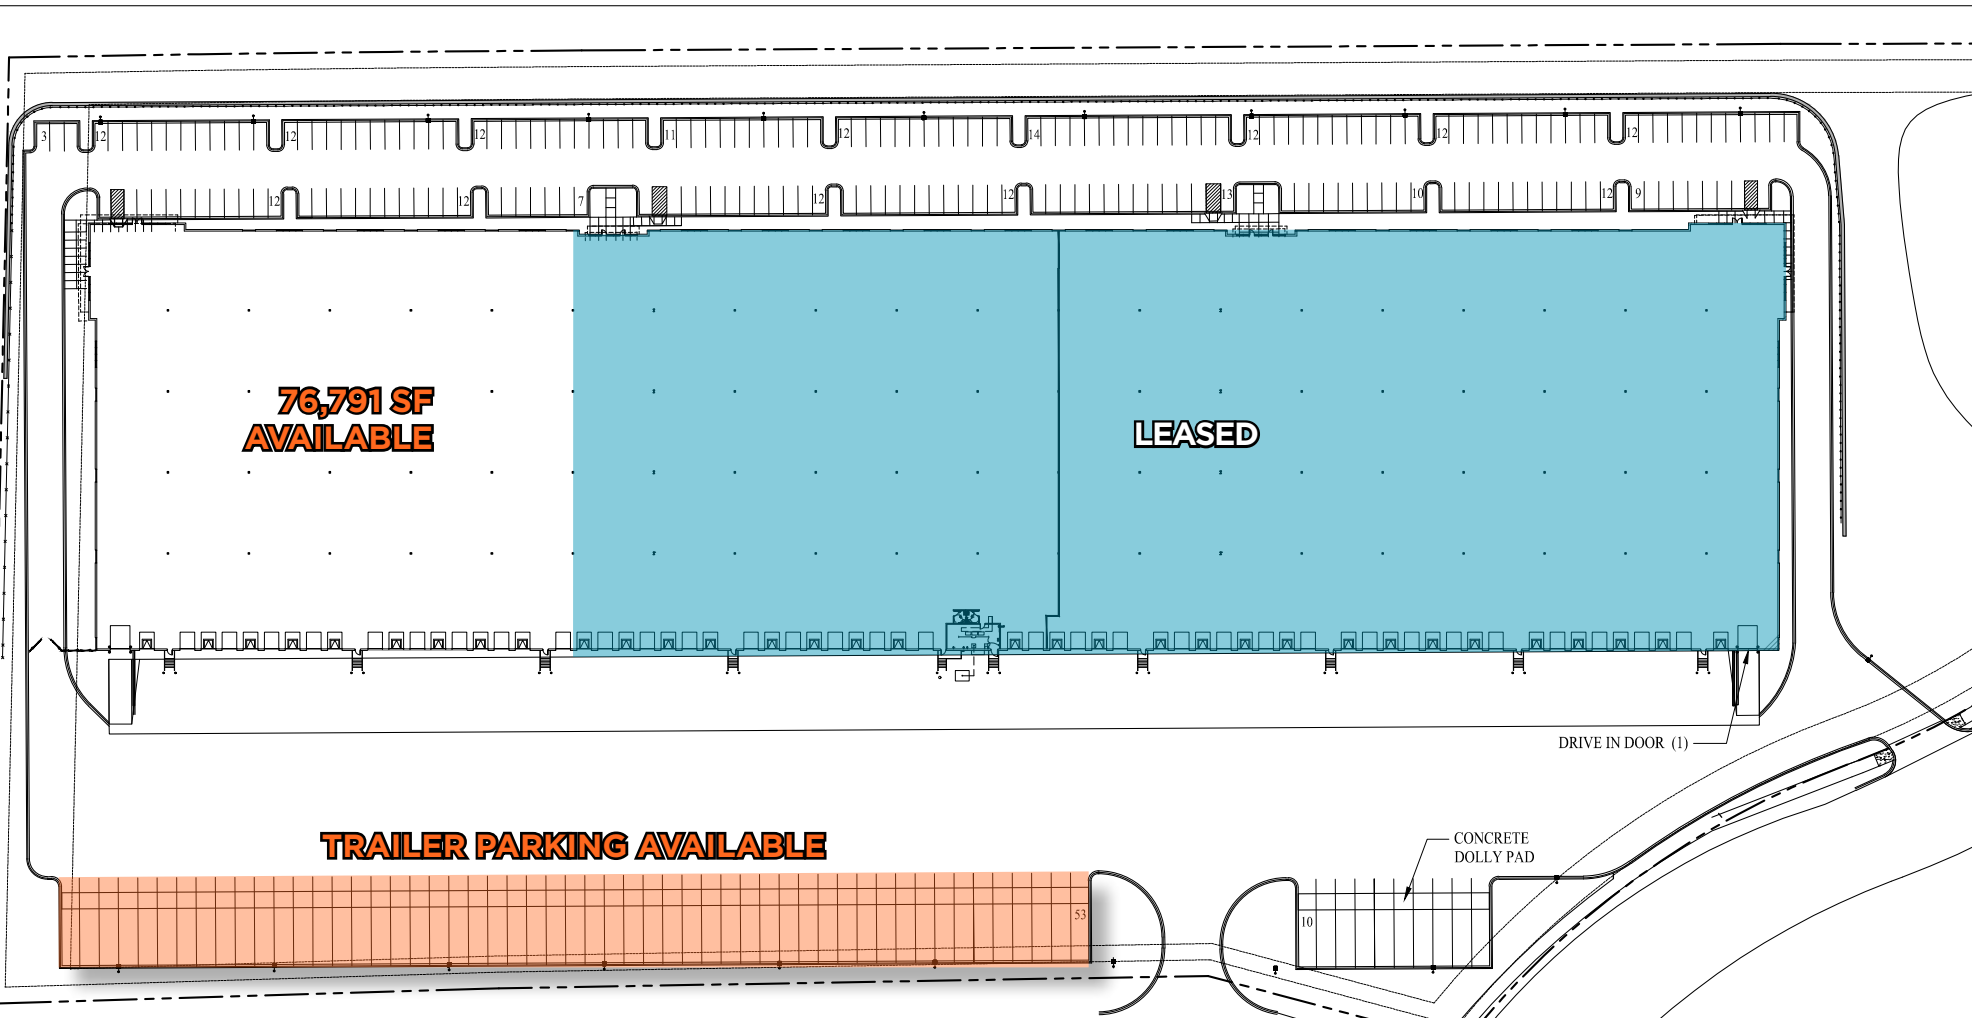 3 12 12 12 11 12 14 12 12 12
12 12 7 12 12 13 10 12 9
76,791 SF
AVAILABLE
LEASED
DRIVE IN DOOR (1)
TRAILER PARKING AVAILABLE
CONCRETE
DOLLY PAD
53
10